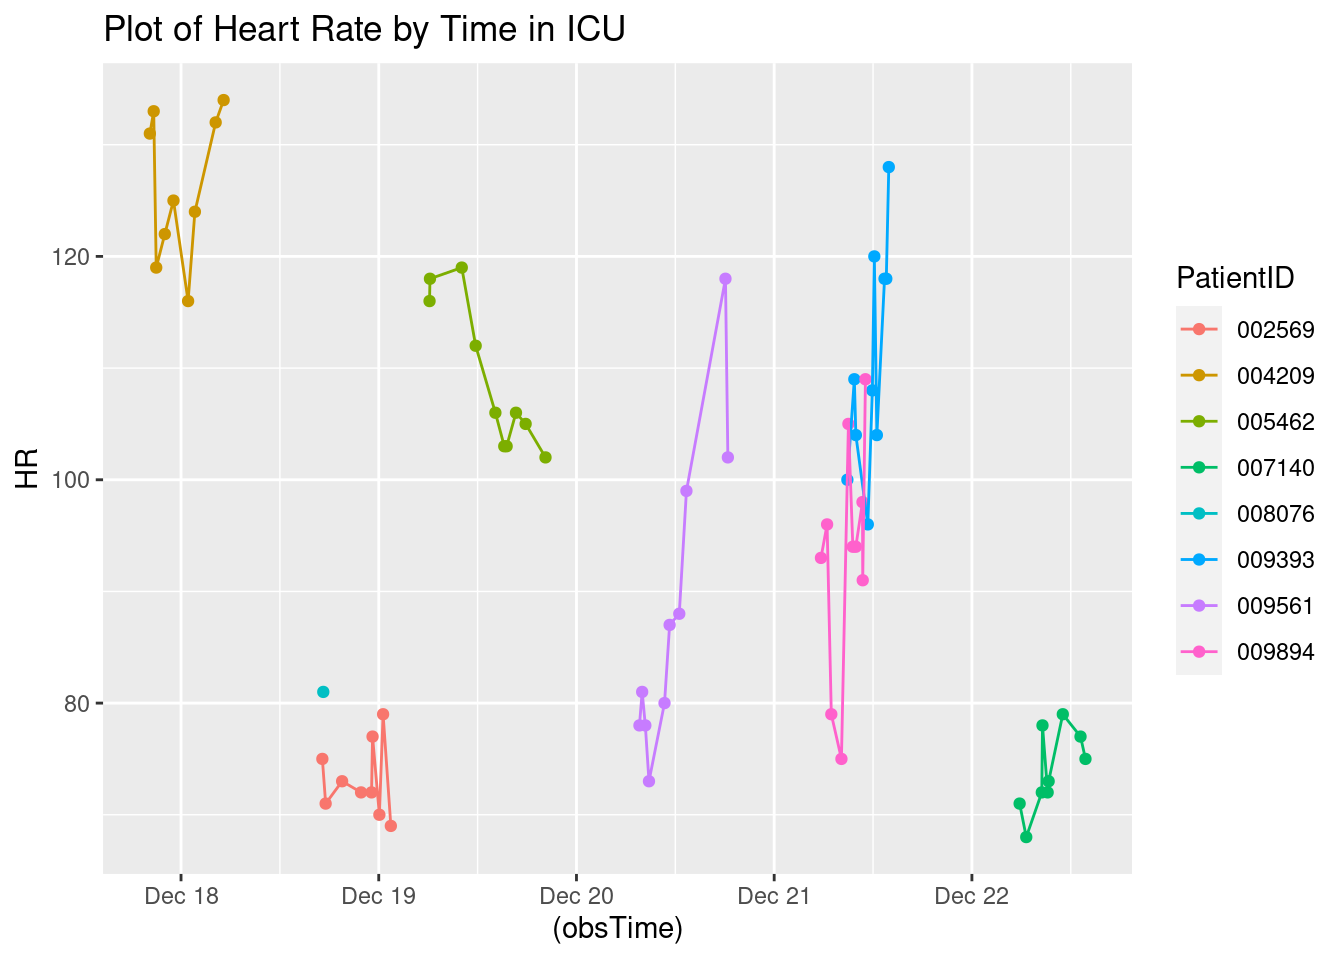 Plot of Heart Rate by Time in ICU
120
100
80
HR
Dec 18
Dec 19
Dec 20
Dec 21
Dec 22
(obsTime)
PatientID
002569
004209
005462
007140
008076
009393
009561
009894